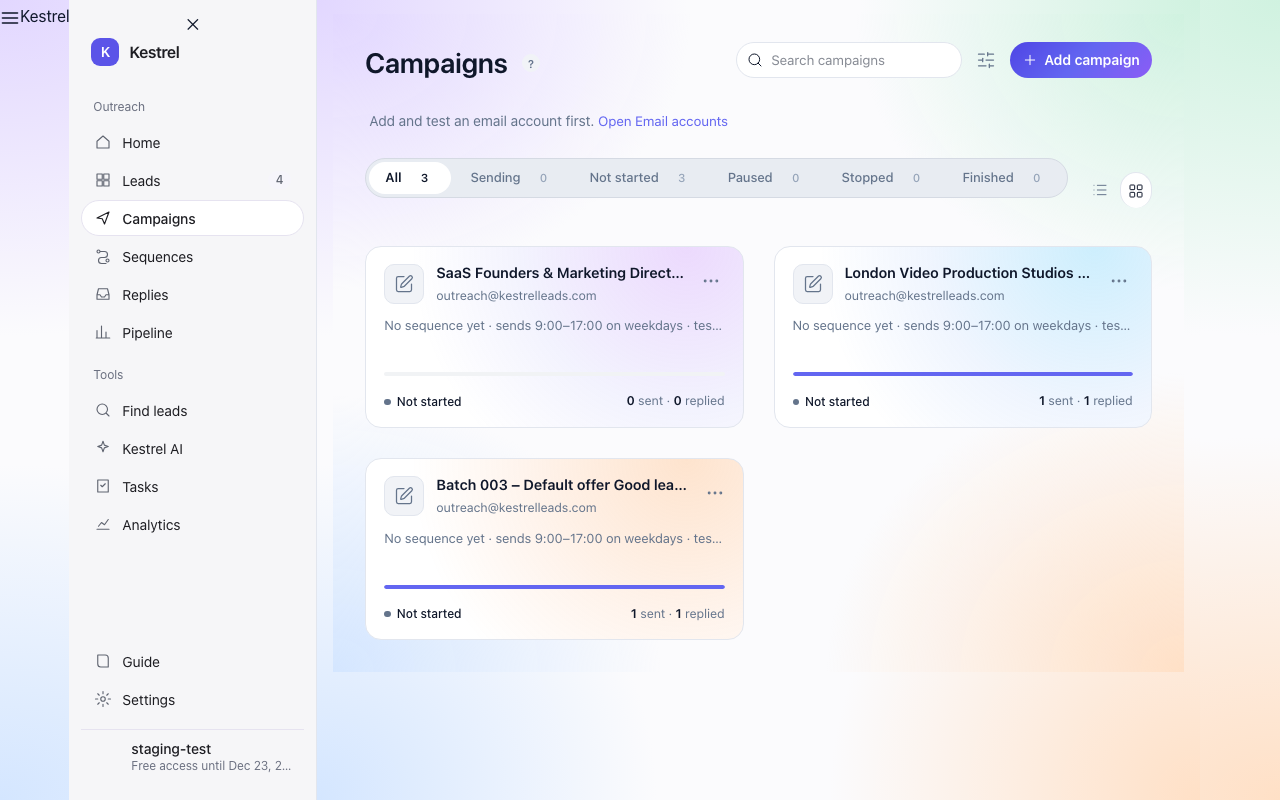 Kestrel
K Kestrel
Outreach
Home
Leads 4
Campaigns
Sequences
Replies
Pipeline
Tools
Find leads
Kestrel AI
Tasks
Analytics
Guide
Settings
staging-test
Free access until Dec 23, 2...
Campaigns ?
Search campaigns
Add campaign
Add and test an email account first. Open Email accounts
All 3 Sending 0 Not started 3 Paused 0 Stopped 0 Finished 0
SaaS Founders & Marketing Direct...
outreach@kestrelleads.com
No sequence yet · sends 9:00–17:00 on weekdays · tes...
Not started 0 sent · 0 replied
London Video Production Studios ...
outreach@kestrelleads.com
No sequence yet · sends 9:00–17:00 on weekdays · tes...
Not started 1 sent · 1 replied
Batch 003 – Default offer Good lea...
outreach@kestrelleads.com
No sequence yet · sends 9:00–17:00 on weekdays · tes...
Not started 1 sent · 1 replied